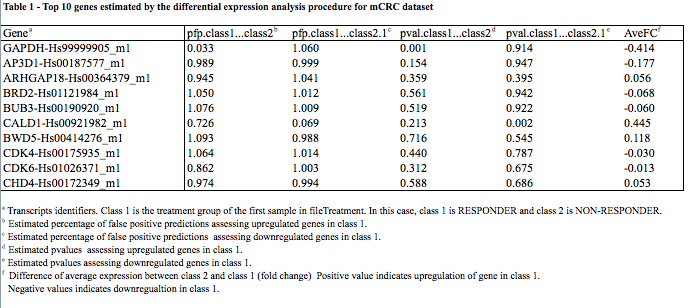 Table 1 - Top 10 genes estimated by the differential expression analysis procedure for mCRC dataset
Geneᵃ pfp.class1...class2ᵇ pfp.class1...class2.1ᶜ pval.class1...class2ᵈ pval.class1...class2.1ᵉ AveFCᶠ
GAPDH-Hs99999905_m1 0.033 1.060 0.001 0.914 -0.414
AP3D1-Hs00187577_m1 0.989 0.999 0.154 0.947 -0.177
ARHGAP18-Hs00364379_m1 0.945 1.041 0.359 0.395 0.056
BRD2-Hs01121984_m1 1.050 1.012 0.561 0.942 -0.068
BUB3-Hs00190920_m1 1.076 1.009 0.519 0.922 -0.060
CALD1-Hs00921982_m1 0.726 0.069 0.213 0.002 0.445
BWD5-Hs00414276_m1 1.093 0.988 0.716 0.545 0.118
CDK4-Hs00175935_m1 1.064 1.014 0.440 0.787 -0.030
CDK6-Hs01026371_m1 0.862 1.003 0.312 0.675 -0.013
CHD4-Hs00172349_m1 0.974 0.994 0.588 0.686 0.053
ᵃ Transcripts identifiers. Class 1 is the treatment group of the first sample in fileTreatment. In this case, class 1 is RESPONDER and class 2 is NON-RESPONDER.
ᵇ Estimated percentage of false positive predictions assessing upregulated genes in class 1.
ᶜ Estimated percentage of false positive predictions assessing downregulated genes in class 1.
ᵈ Estimated pvalues assessing upregulated genes in class 1.
ᵉ Estimated pvalues assessing downregulated genes in class 1.
ᶠ Difference of average expression between class 2 and class 1 (fold change) Positive value indicates upregulation of gene in class 1.
Negative values indicates downregualtion in class 1.